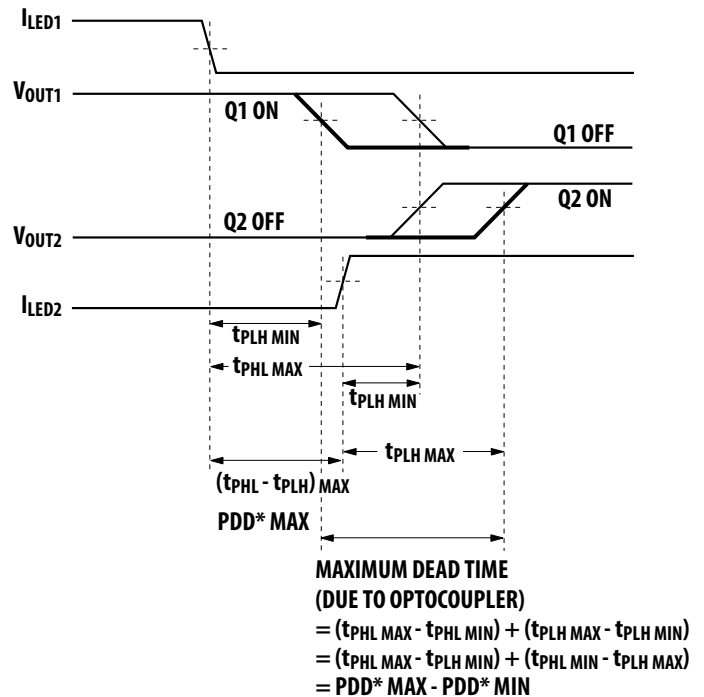 ILED1
VOUT1
Q1 ON
Q1 OFF
Q2 OFF
Q2 ON
VOUT2
ILED2
tPLH MIN
tPHL MAX
tPLH MIN
tPLH MAX
(tPHL - tPLH) MAX
PDD* MAX
MAXIMUM DEAD TIME
(DUE TO OPTOCOUPLER)
= (tPHL MAX - tPHL MIN) + (tPLH MAX - tPLH MIN)
= (tPHL MAX - tPLH MIN) + (tPHL MIN - tPLH MAX)
= PDD* MAX - PDD* MIN